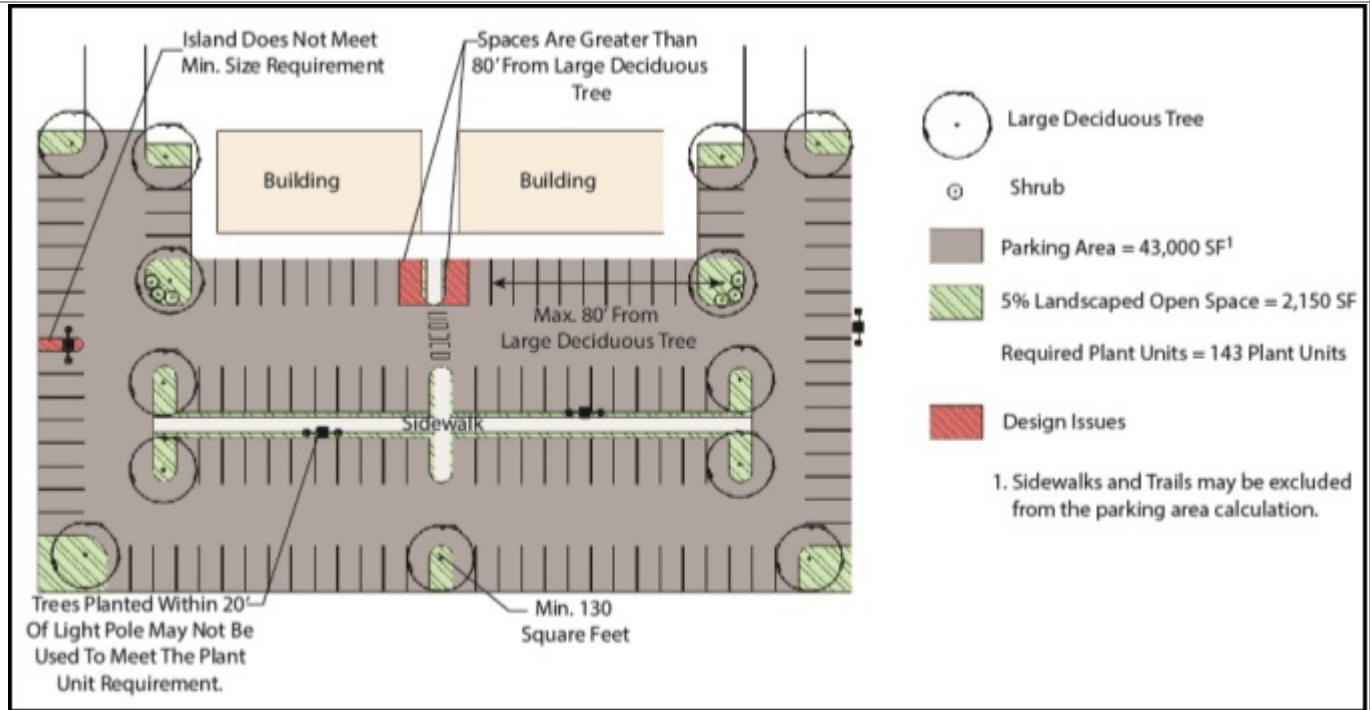 Island Does Not Meet
Min. Size Requirement
Spaces Are Greater Than
80' From Large Deciduous
Tree
Building
Building
Max. 80' From
Large Deciduous Tree
Sidewalk
Trees Planted Within 20'
Of Light Pole May Not Be
Used To Meet The Plant
Unit Requirement.
Min. 130
Square Feet
Large Deciduous Tree
Shrub
Parking Area = 43,000 SF¹
5% Landscaped Open Space = 2,150 SF
Required Plant Units = 143 Plant Units
Design Issues
1. Sidewalks and Trails may be excluded
from the parking area calculation.